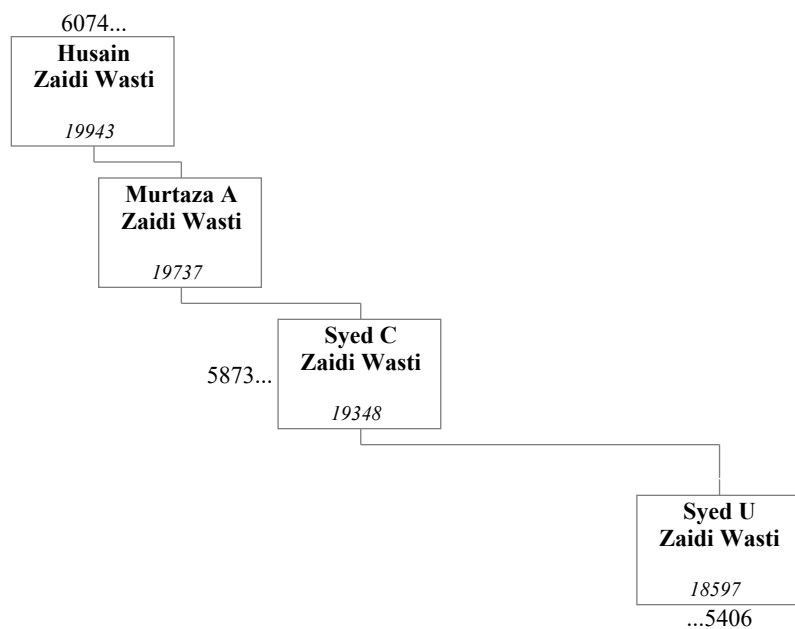 6074...
Husain
Zaidi Wasti
19943
Murtaza A
Zaidi Wasti
19737
Syed C
Zaidi Wasti
5873...
19348
Syed U
Zaidi Wasti
18597
...5406